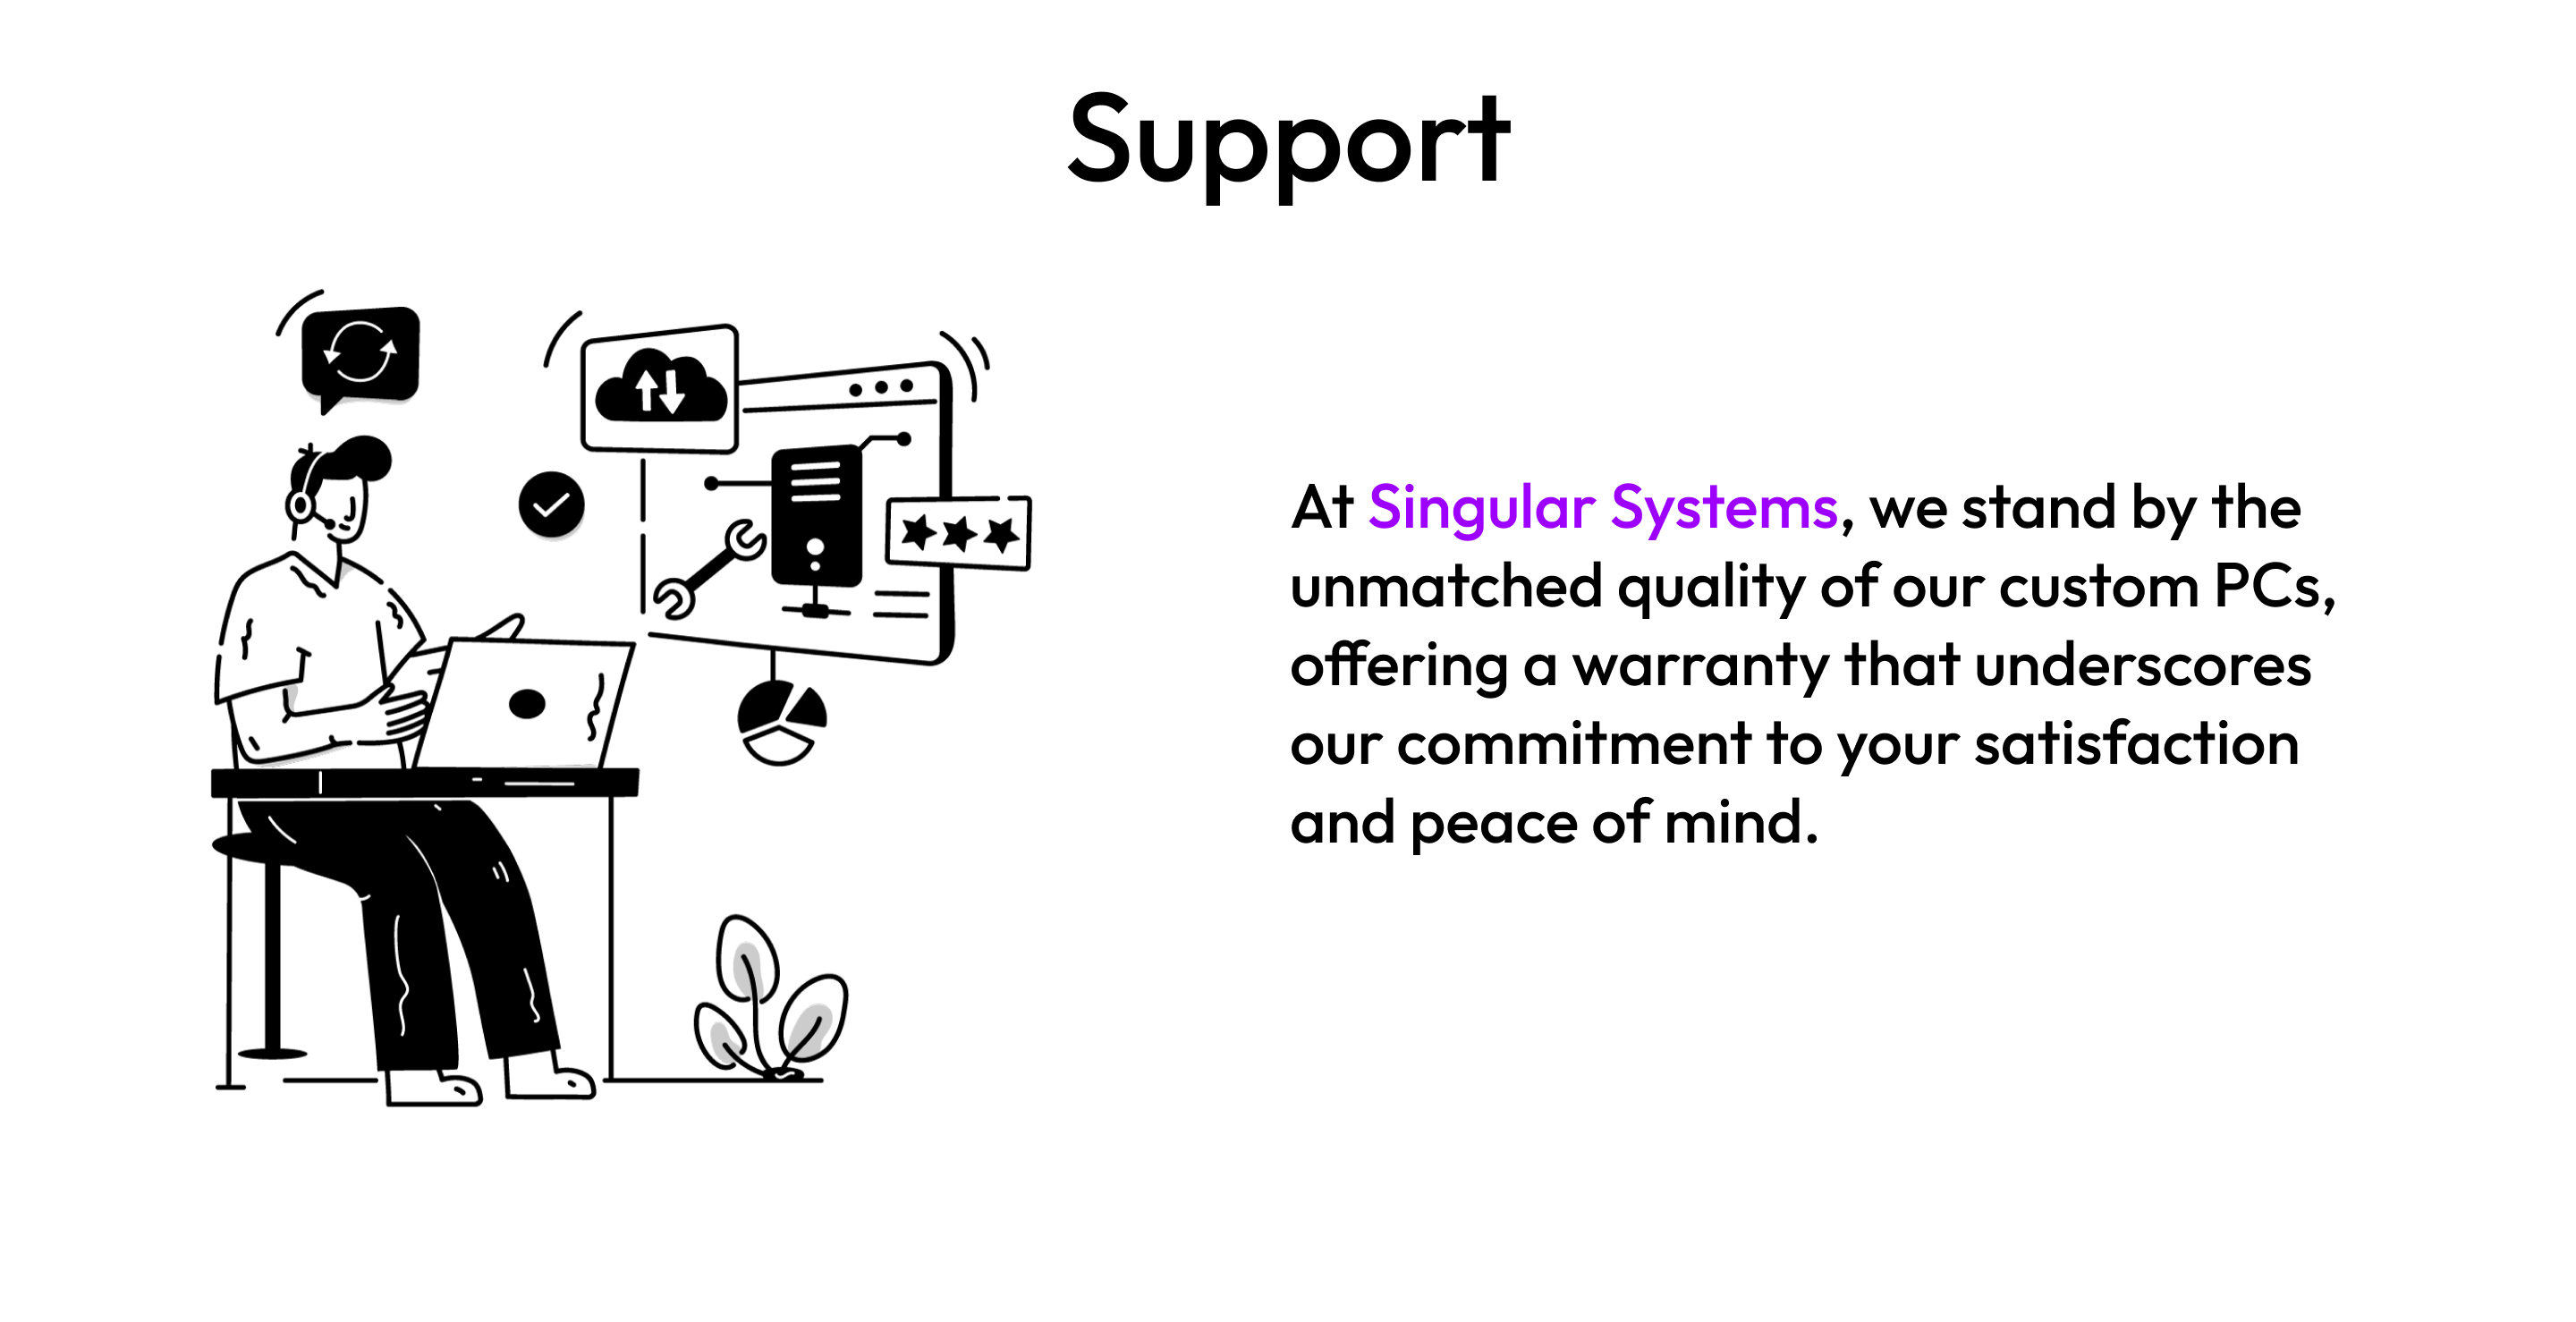 Support
At Singular Systems, we stand by the
unmatched quality of our custom PCs,
offering a warranty that underscores
our commitment to your satisfaction
and peace of mind.